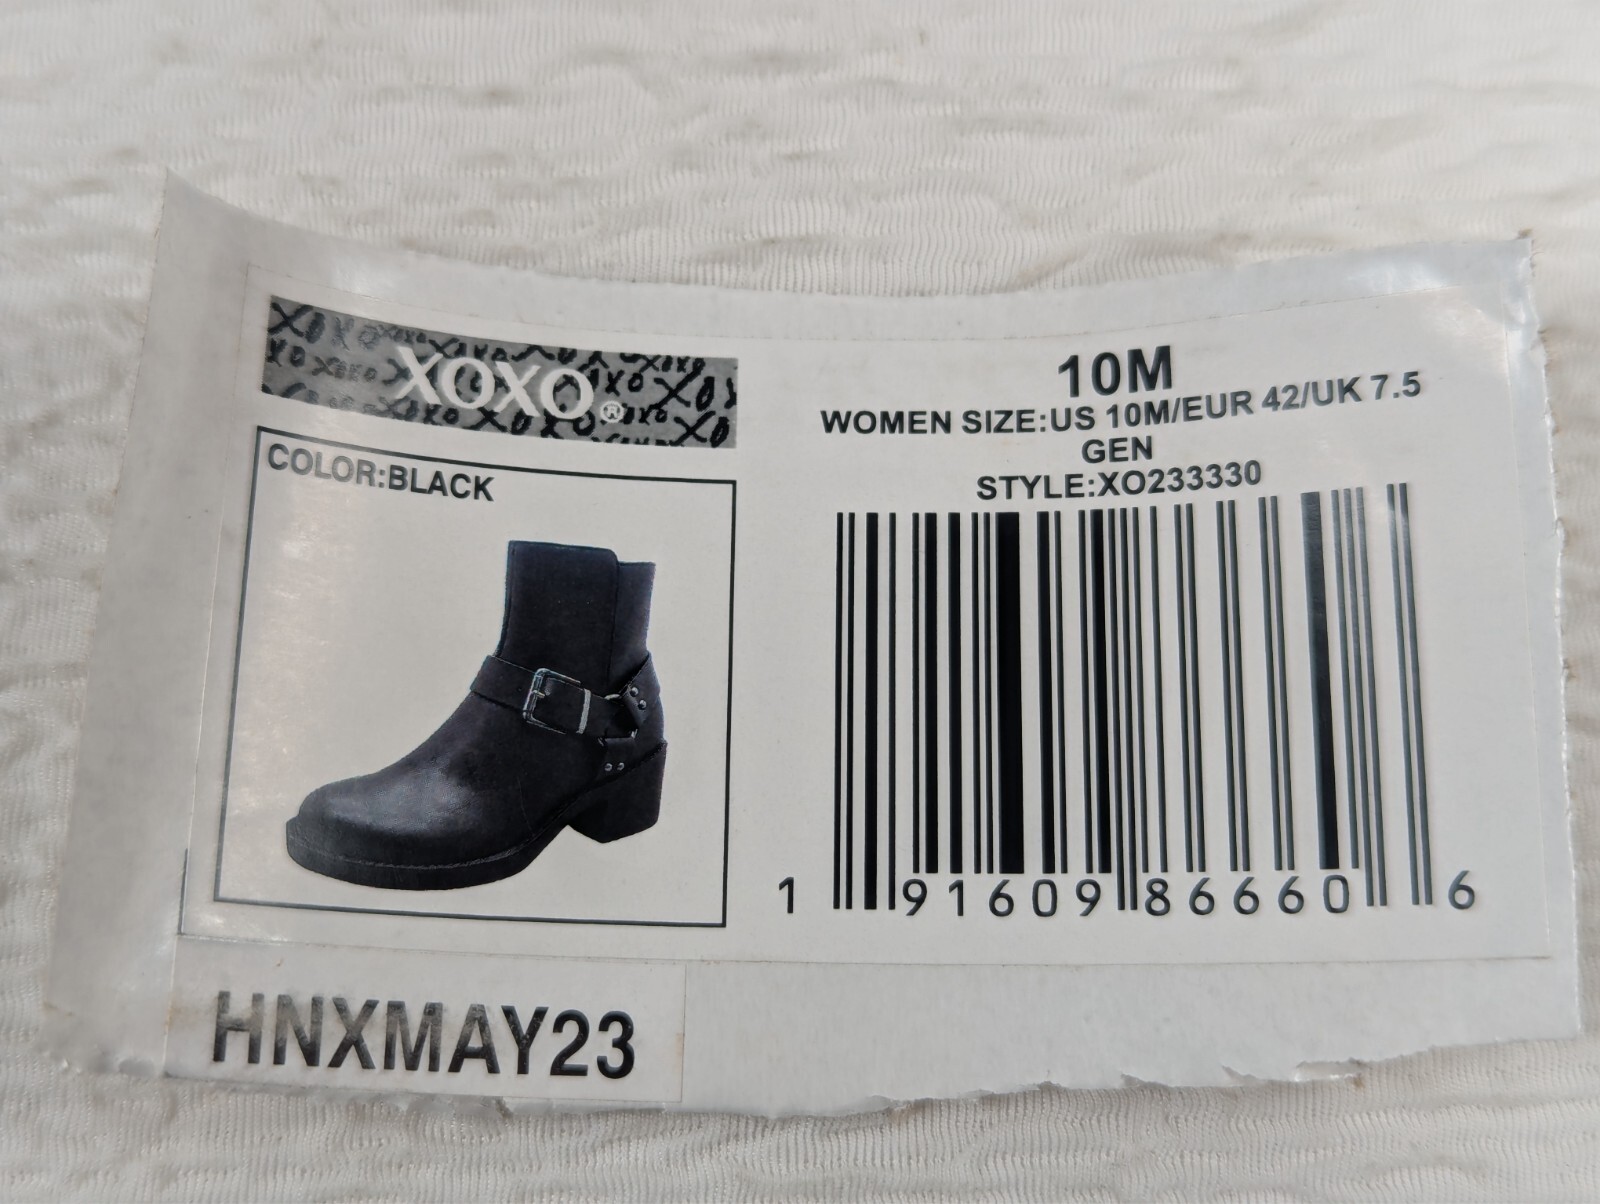 XOXO®
COLOR:BLACK
10M
WOMEN SIZE:US 10M/EUR 42/UK 7.5
GEN
STYLE:XO233330
1 91609 86660 6
HNXMAY23